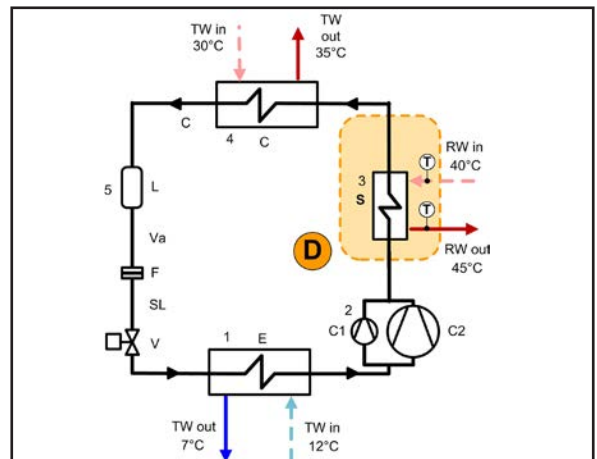 TW in
30°C
TW
out
35°C
C
4
C
RW in
40°C
T
3
S
T
5
L
D
RW out
45°C
Va
F
SL
2
C1
C2
V
1
E
TW out
7°C
TW in
12°C